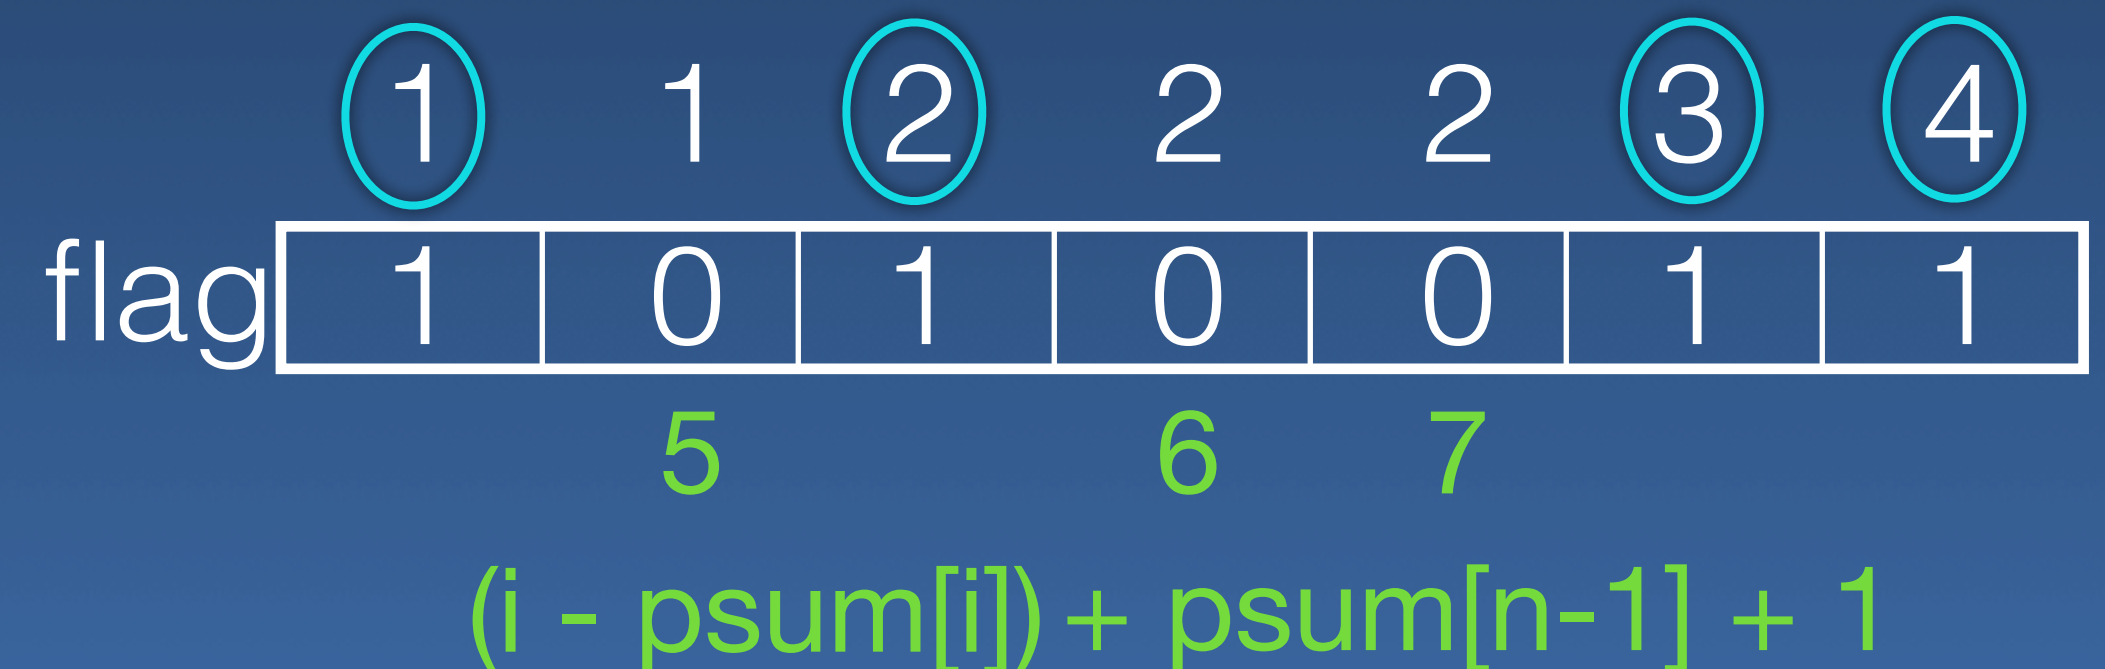 1 1 2 2 2 3 4
flag 1 0 1 0 0 1 1
5 6 7
(i - psum[i]) + psum[n-1] + 1